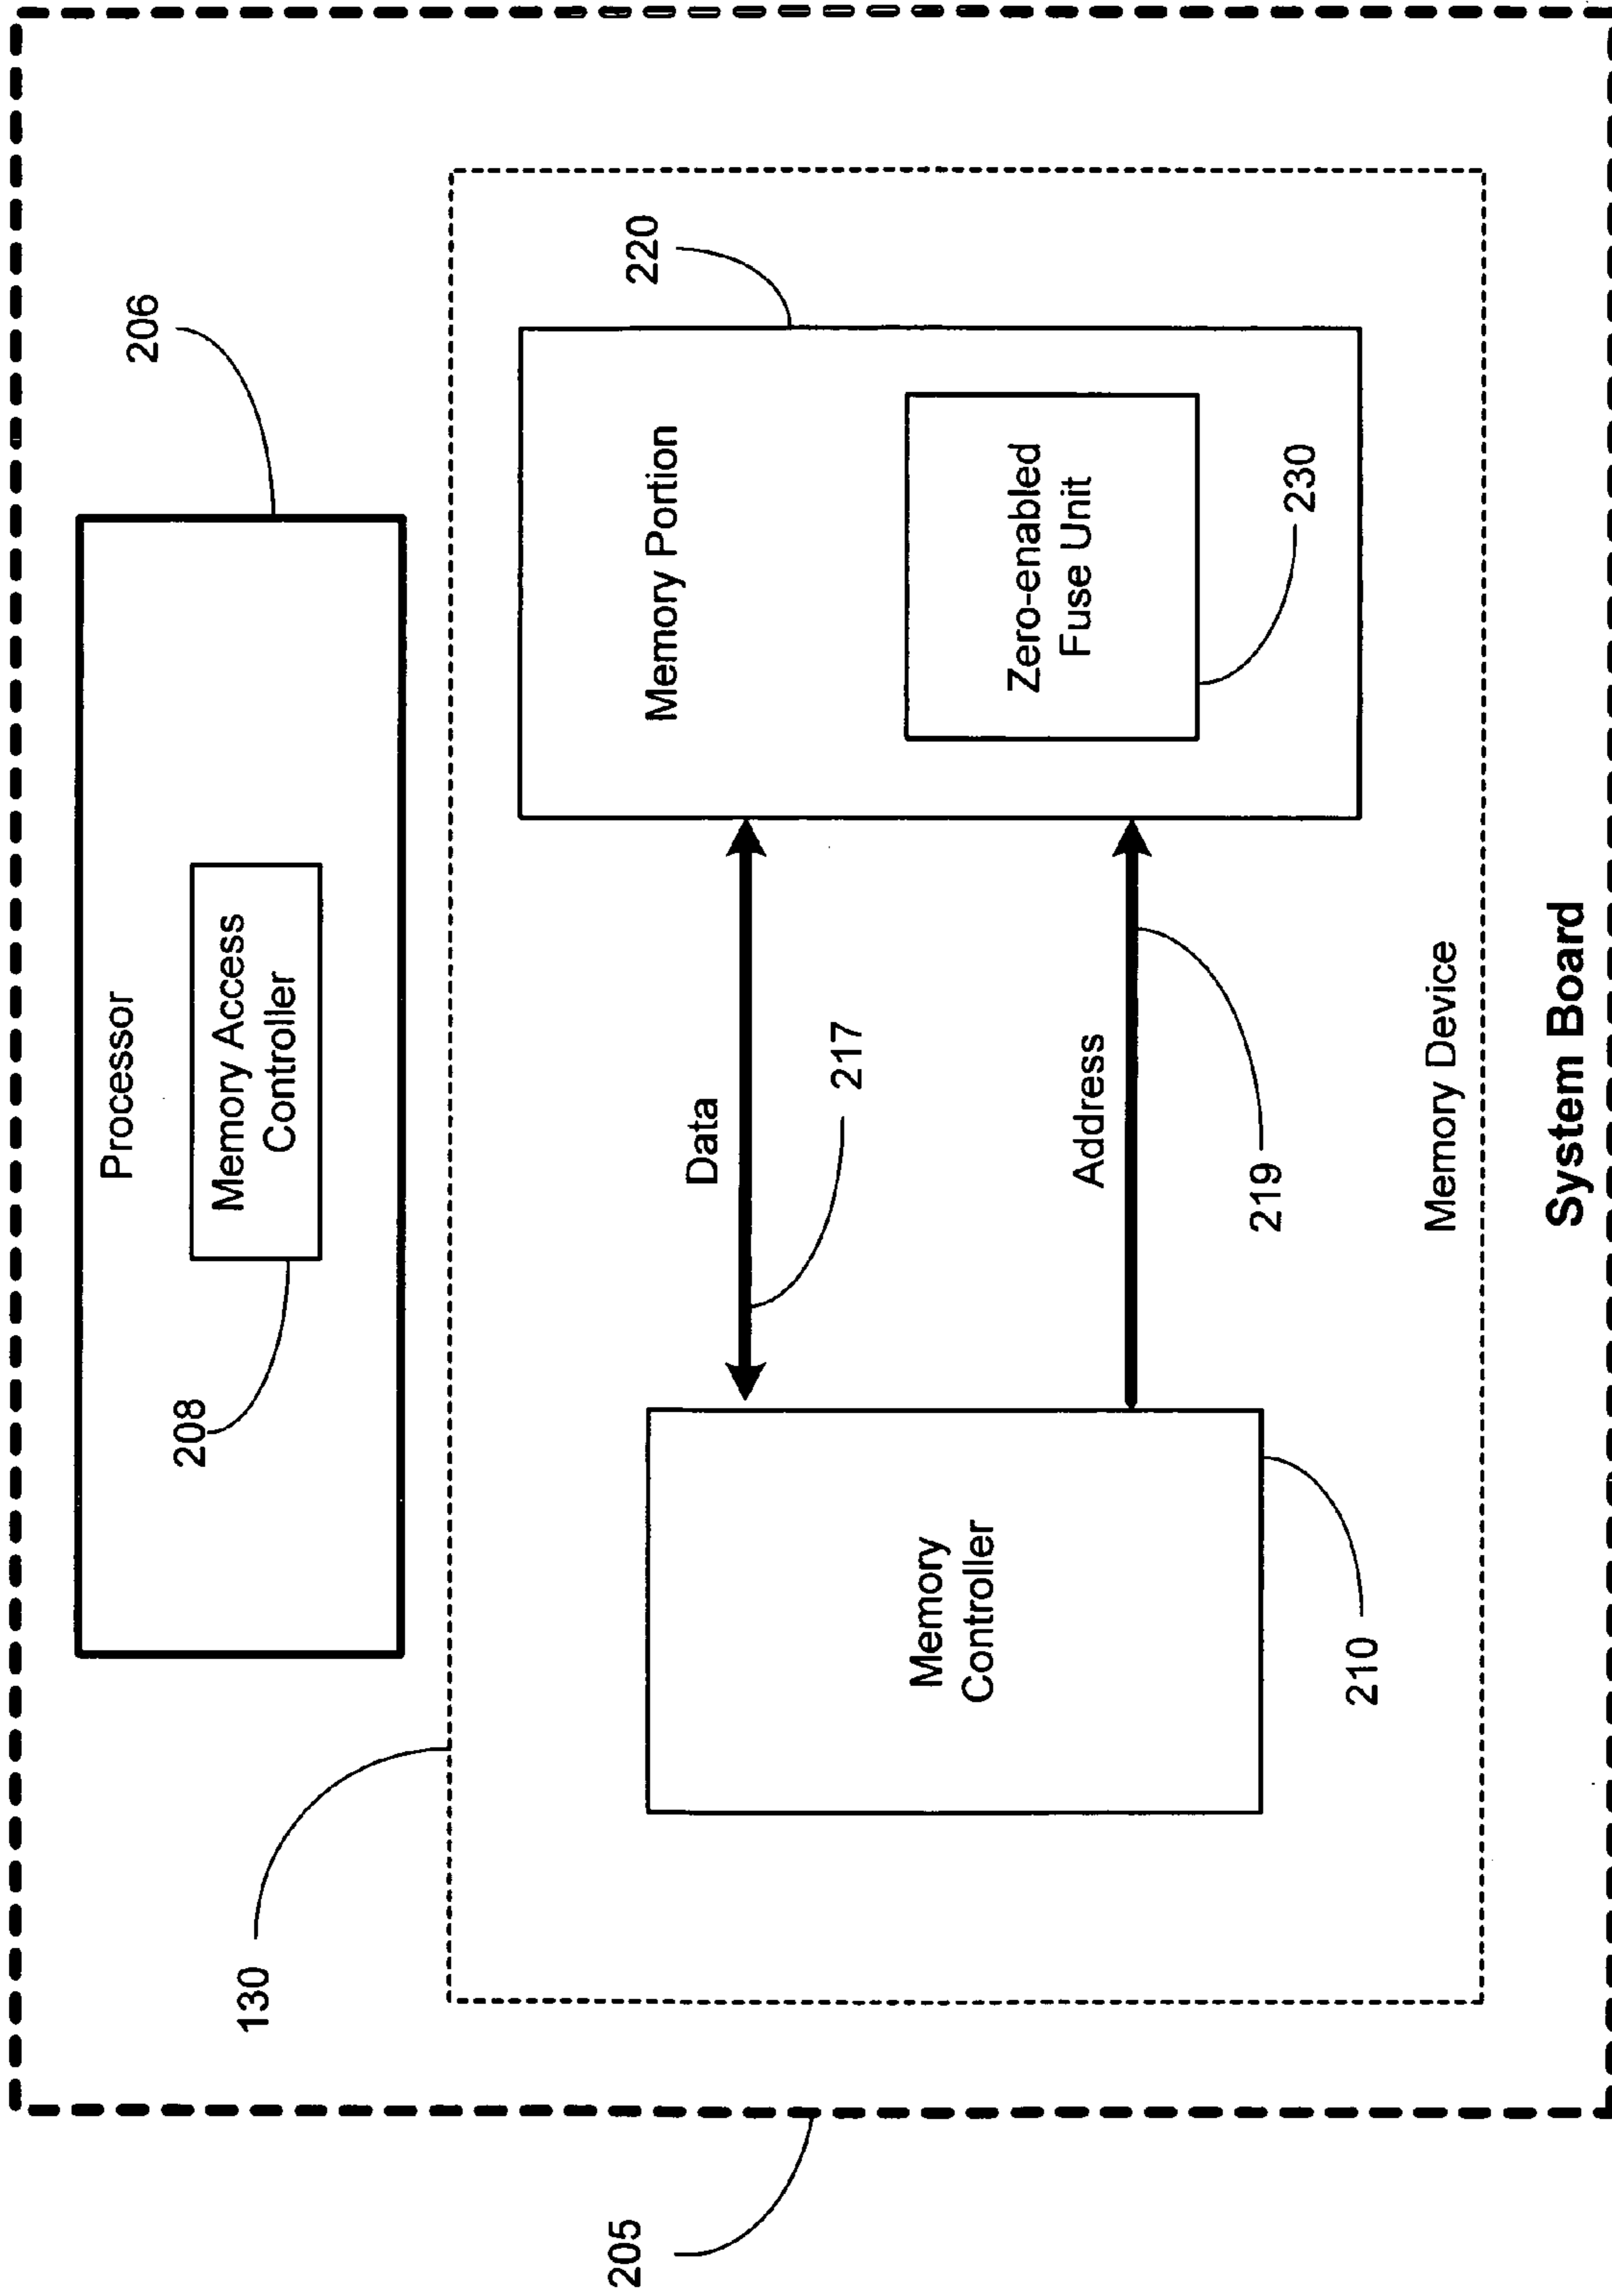 206
Processor
Memory Access
Controller
208
130
220
Memory Portion
Zero-enabled
Fuse Unit
230
Data
217
Address
219
Memory
Controller
210
Memory Device
System Board
205